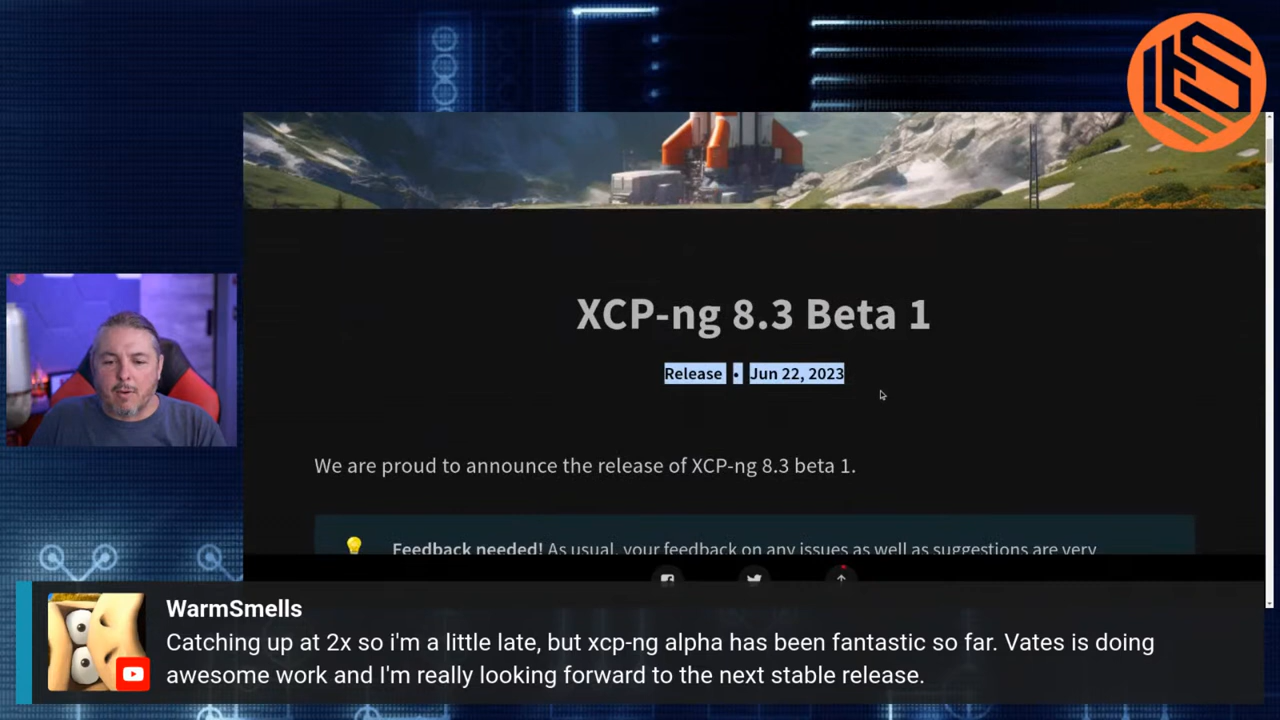 XCP-ng 8.3 Beta 1
Release • Jun 22, 2023
We are proud to announce the release of XCP-ng 8.3 beta 1.
Feedback needed! As usual, your feedback on any issues as well as suggestions are very
WarmSmells
Catching up at 2x so i'm a little late, but xcp-ng alpha has been fantastic so far. Vates is doing
awesome work and I'm really looking forward to the next stable release.